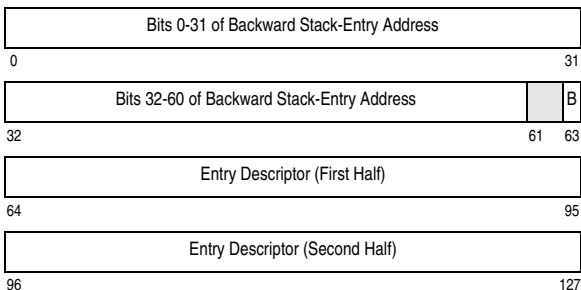 Bits 0-31 of Backward Stack-Entry Address
0 31
Bits 32-60 of Backward Stack-Entry Address B
32 61 63
Entry Descriptor (First Half)
64 95
Entry Descriptor (Second Half)
96 127